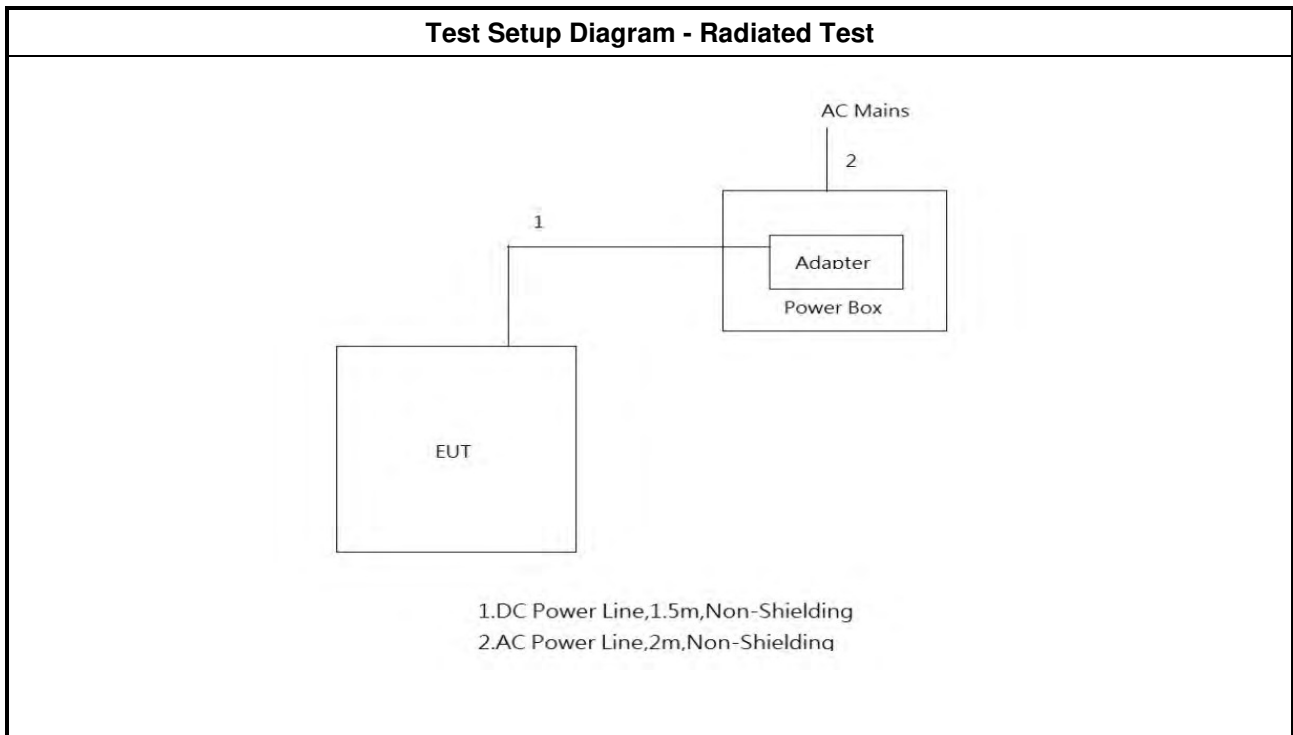 Test Setup Diagram - Radiated Test
AC Mains
2
1
Adapter
Power Box
EUT
1.DC Power Line,1.5m,Non-Shielding
2.AC Power Line,2m,Non-Shielding